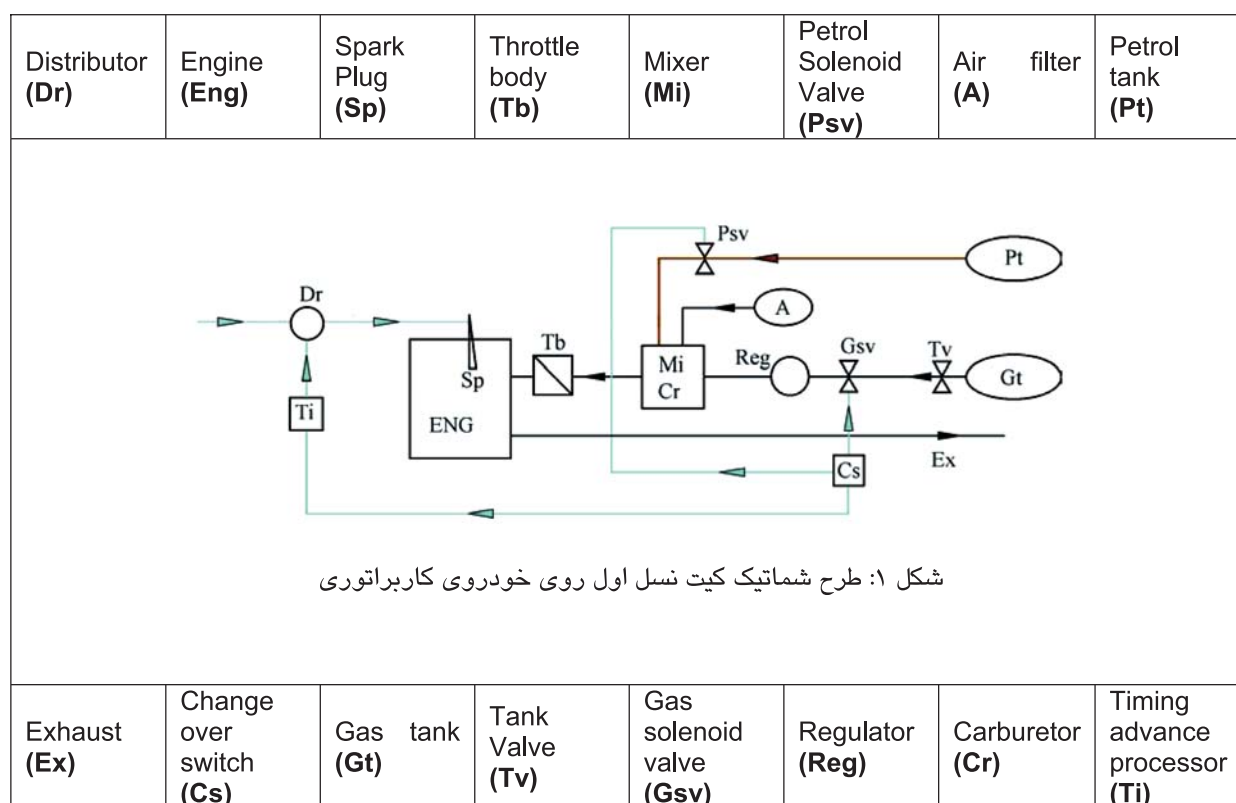 Distributor
(Dr)
Engine
(Eng)
Spark
Plug
(Sp)
Throttle
body
(Tb)
Mixer
(Mi)
Petrol
Solenoid
Valve
(Psv)
Air filter
(A)
Petrol
tank
(Pt)
Psv
Pt
Dr
A
Tb
Mi
Cr
Reg
Gsv
Tv
Gt
Sp
Ti
ENG
Ex
Cs
شکل ۱: طرح شماتیک کیت نسل اول روی خودروی کاربراتوری
Exhaust
(Ex)
Change
over
switch
(Cs)
Gas tank
(Gt)
Tank
Valve
(Tv)
Gas
solenoid
valve
(Gsv)
Regulator
(Reg)
Carburetor
(Cr)
Timing
advance
processor
(Ti)